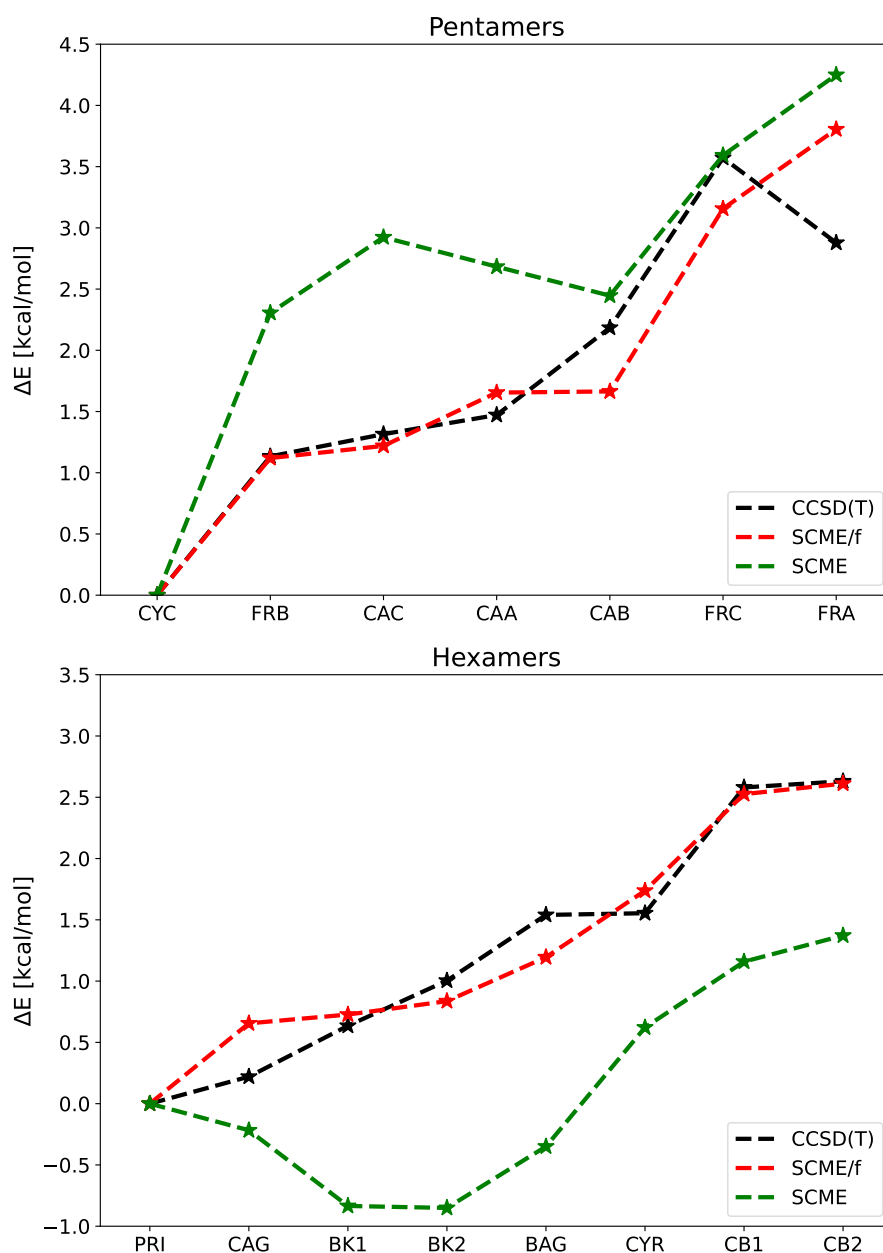 Pentamers
4.5
4.0
3.5
3.0
2.5
2.0
1.5
1.0
0.5
0.0
ΔE [kcal/mol]
CCSD(T)
SCME/f
SCME
CYC FRB CAC CAA CAB FRC FRA
Hexamers
3.5
3.0
2.5
2.0
1.5
1.0
0.5
0.0
−0.5
−1.0
ΔE [kcal/mol]
CCSD(T)
SCME/f
SCME
PRI CAG BK1 BK2 BAG CYR CB1 CB2